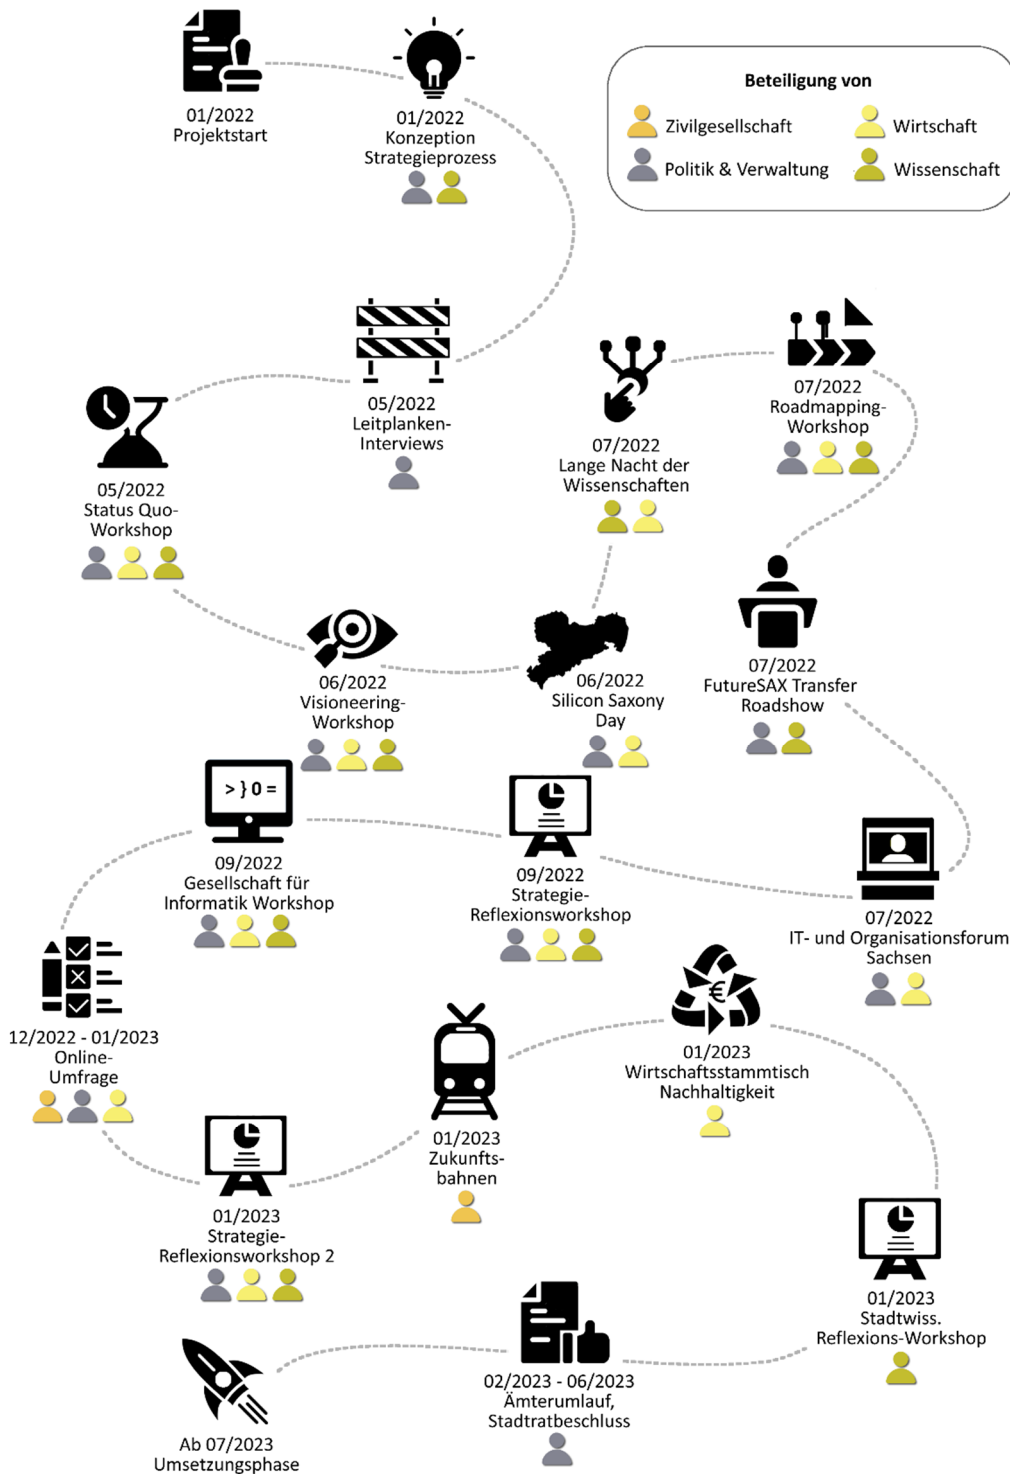 01/2022
Projektstart
01/2022
Konzeption
Strategieprozess
Beteiligung von
Zivilgesellschaft
Wirtschaft
Politik & Verwaltung
Wissenschaft
05/2022
Leitplanken-
Interviews
05/2022
Status Quo-
Workshop
06/2022
Visioneering-
Workshop
06/2022
Silicon Saxony
Day
07/2022
Lange Nacht der
Wissenschaften
07/2022
Roadmapping-
Workshop
07/2022
FutureSAX Transfer
Roadshow
07/2022
IT- und Organisationsforum
Sachsen
09/2022
Strategie-
Reflexionsworkshop
> } 0 =
09/2022
Gesellschaft für
Informatik Workshop
12/2022 - 01/2023
Online-
Umfrage
01/2023
Strategie-
Reflexionsworkshop 2
01/2023
Zukunfts-
bahnen
€
01/2023
Wirtschaftsstammtisch
Nachhaltigkeit
01/2023
Stadtwiss.
Reflexions-Workshop
02/2023 - 06/2023
Ämterumlauf,
Stadtratbeschluss
Ab 07/2023
Umsetzungsphase